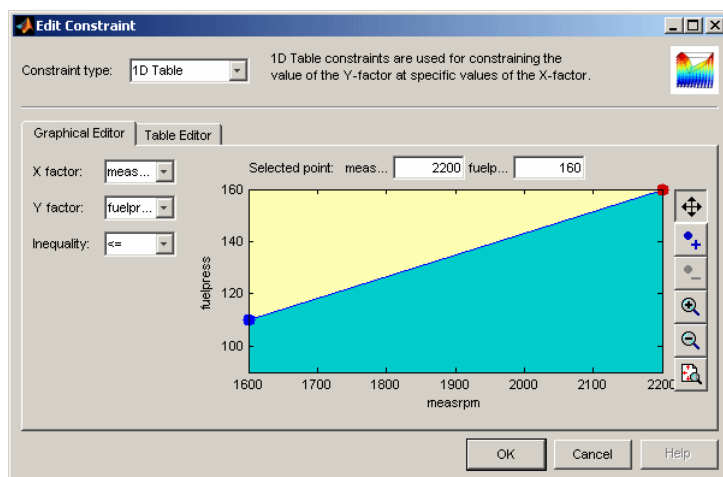 Edit Constraint
Constraint type:
1D Table
1D Table constraints are used for constraining the
value of the Y-factor at specific values of the X-factor.
Graphical Editor
Table Editor
X factor:
meas...
Y factor:
fuelpr...
Inequality:
<=
Selected point: meas... 2200 fuelp... 160
160
140
120
100
fuelpress
1600 1700 1800 1900 2000 2100 2200
measrpm
OK
Cancel
Help